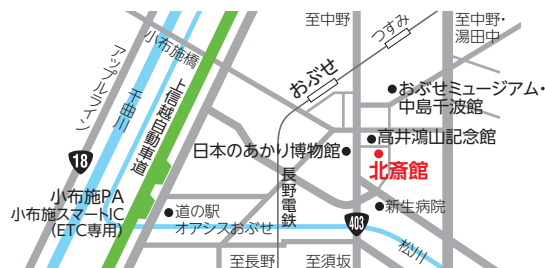 至中野
至中野・
湯田中
つすみ
小布施橋
アップルライン
千曲川
上信越自動車道
おぶせ
おぶせミュージアム・
中島千波館
高井鴻山記念館
日本のあかり博物館
北斎館
18
長野電鉄
小布施PA
小布施スマートIC
(ETC専用)
道の駅
オアシスおぶせ
新生病院
403
松川
至長野
至須坂